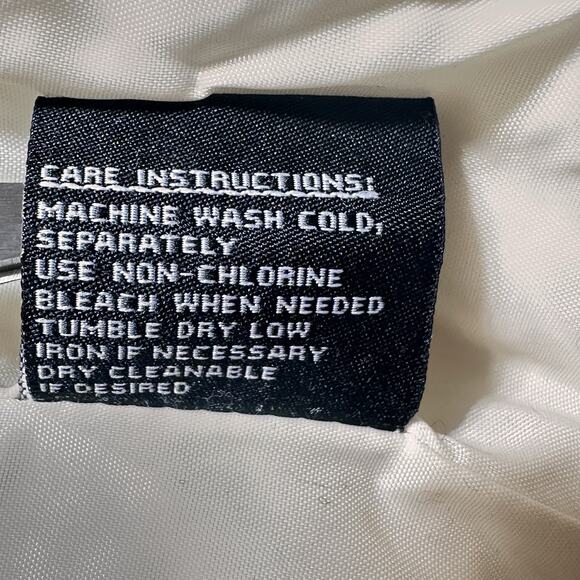 CARE INSTRUCTIONS:
MACHINE WASH COLD,
SEPARATELY
USE NON-CHLORINE
BLEACH WHEN NEEDED
TUMBLE DRY LOW
IRON IF NECESSARY
DRY CLEANABLE
IF DESIRED